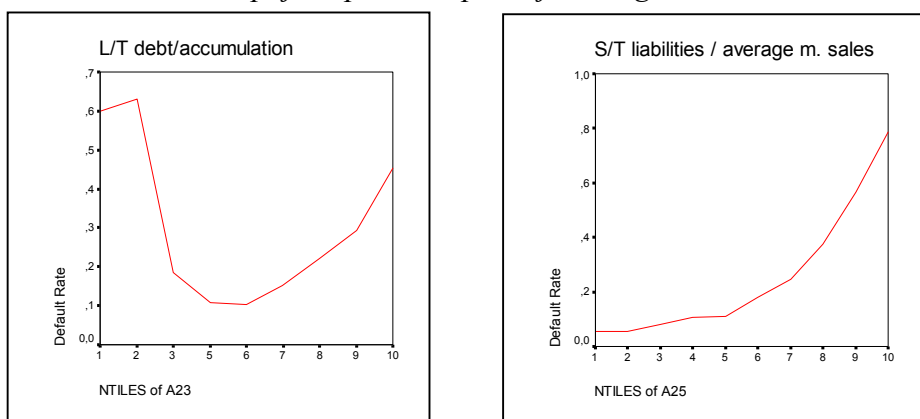 L/T debt/accumulation
,7
,6
,5
,4
,3
,2
,1
0,0
Default Rate
1 2 3 5 6 7 8 9 10
NTILES of A23
S/T liabilities / average m. sales
1,0
,8
,6
,4
,2
0,0
Default Rate
1 2 3 4 5 6 7 8 9 10
NTILES of A25